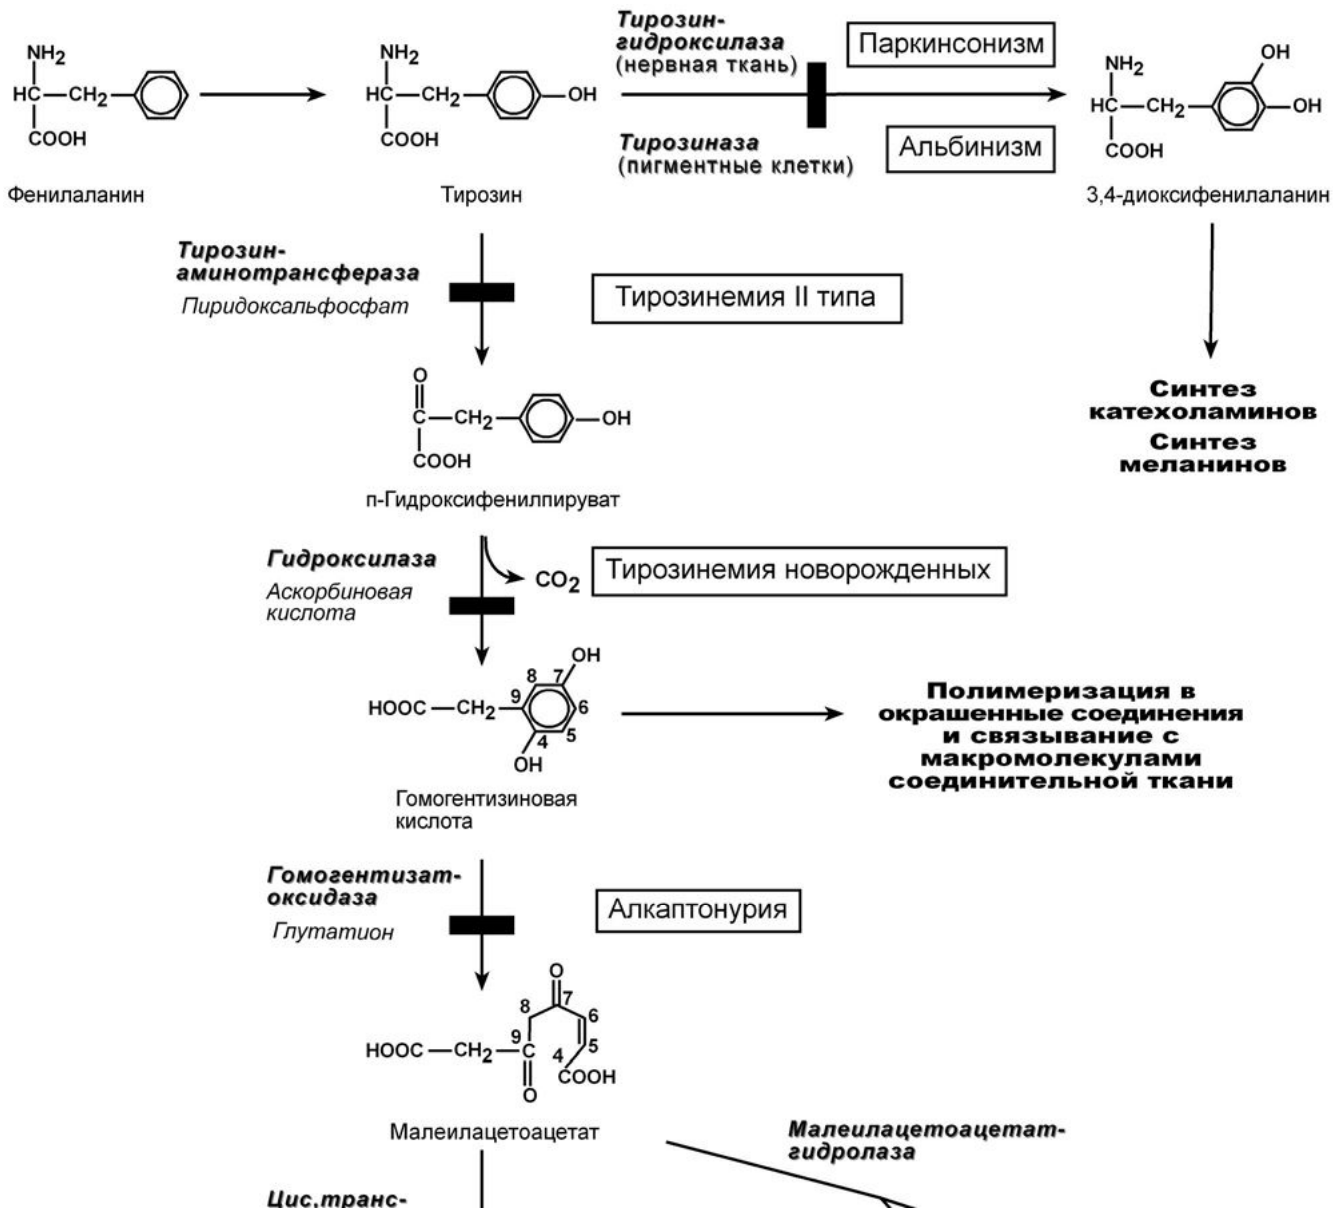 Тирозин-
гидроксилаза
(нервная ткань)
Паркинсонизм
NH2
HC—CH2
COOH
Фенилаланин
NH2
HC—CH2
OH
COOH
Тирозин
Тирозиназа
(пигментные клетки)
Альбинизм
NH2
OH
HC—CH2
OH
COOH
3,4-диоксифенилаланин
Тирозин-
аминотрансфераза
Пиридоксальфосфат
Тирозинемия II типа
Синтез
катехоламинов
Синтез
меланинов
O
C—CH2
OH
COOH
п-Гидроксифенилпируват
Гидроксилаза
Аскорбиновая
кислота
CO2
Тирозинемия новорожденных
OH
8 7
HOOC—CH2 9 6
4 5
OH
Гомогентизиновая
кислота
Полимеризация в
окрашенные соединения
и связывание с
макромолекулами
соединительной ткани
Гомогентизат-
оксидаза
Глутатион
Алкаптонурия
O
8 7
6
9 5
HOOC—CH2—C 4
COOH
O
Малеилацетоацетат
Малеилацетоацетат-
гидролаза
Цис,транс-